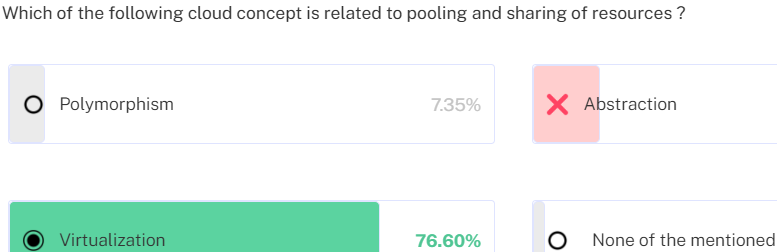 Which of the following cloud concept is related to pooling and sharing of resources ?
Polymorphism 7.35%
Abstraction
Virtualization 76.60%
None of the mentioned